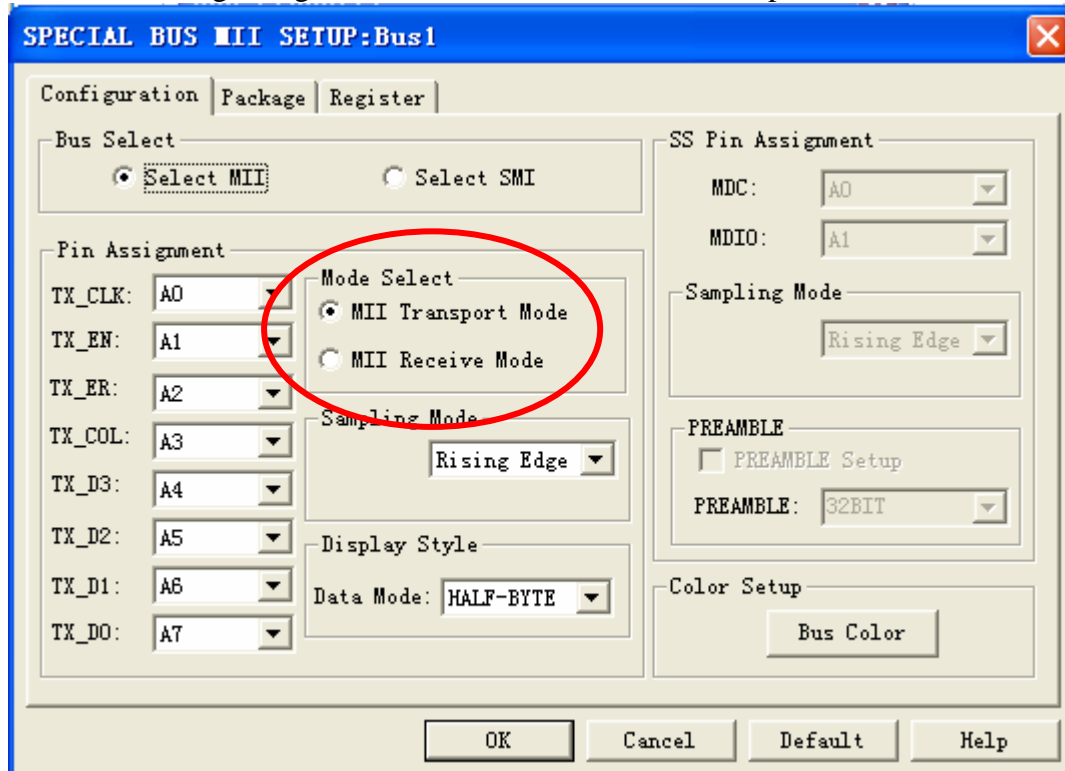 SPECIAL BUS MII SETUP:Bus1
Configuration Package Register
Bus Select
Select MII Select SMI
Pin Assignment
TX_CLK: A0
TX_EN: A1
TX_ER: A2
TX_COL: A3
TX_D3: A4
TX_D2: A5
TX_D1: A6
TX_D0: A7
Mode Select
MII Transport Mode
MII Receive Mode
Sampling Mode
Rising Edge
Display Style
Data Mode: HALF-BYTE
SS Pin Assignment
MDC: A0
MDIO: A1
Sampling Mode
Rising Edge
PREAMBLE
PREAMBLE Setup
PREAMBLE: 32BIT
Color Setup
Bus Color
OK Cancel Default Help